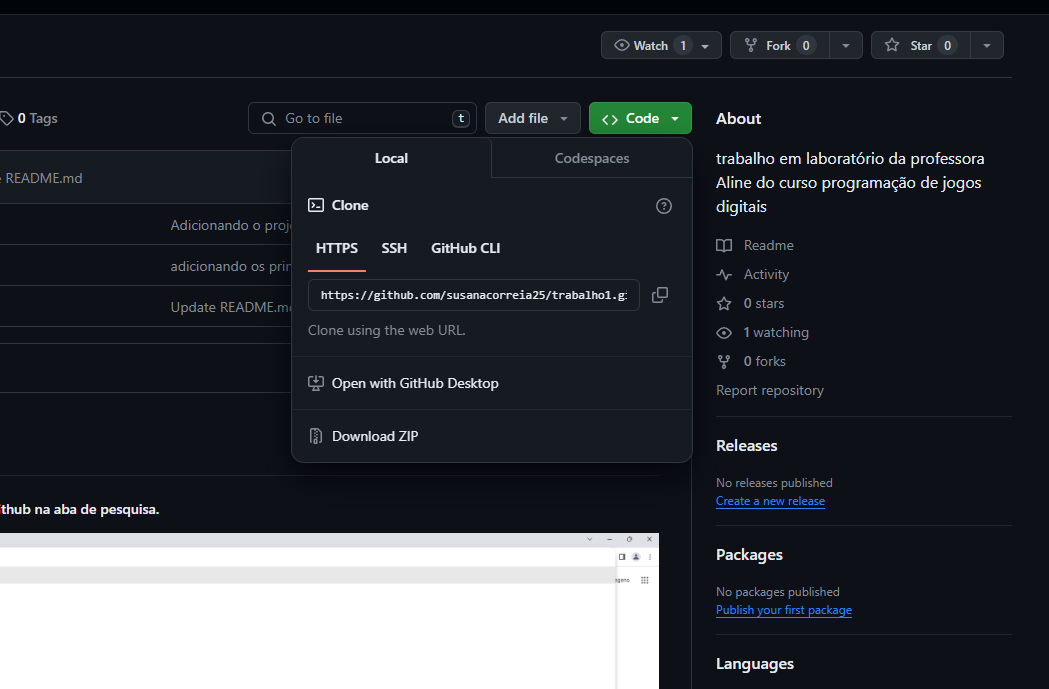 Watch 1
Fork 0
Star 0
0 Tags
Go to file t
Add file
Code
About
trabalho em laboratório da professora
Aline do curso programação de jogos
digitais
Local
Codespaces
README.md
Clone
Readme
Adicionando o proj
HTTPS
SSH
GitHub CLI
Activity
adicionando os prin
https://github.com/susanacorreia25/trabalho1.g
0 stars
Update README.m
Clone using the web URL.
1 watching
0 forks
Open with GitHub Desktop
Report repository
Download ZIP
Releases
No releases published
Create a new release
thub na aba de pesquisa.
Packages
No packages published
Publish your first package
Languages